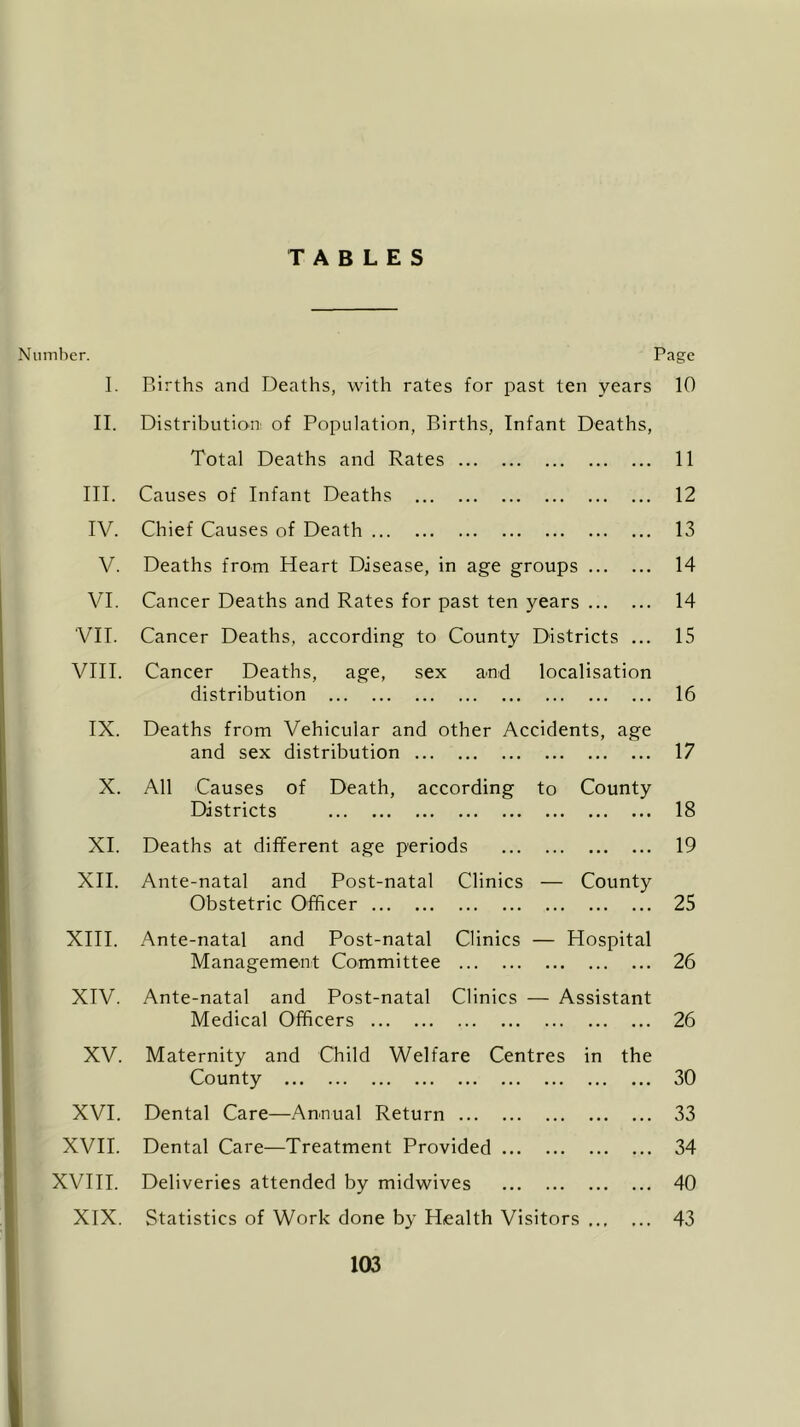 TABLES
Number. Page
I. Births and Deaths, with rates for past ten years 10
II. Distribution of Population, Births, Infant Deaths,
Total Deaths and Rates ... ... ... ... ... 11
III. Causes of Infant Deaths ... ... ... ... ... ... 12
IV. Chief Causes of Death ... ... ... ... ... ... ... 13
V. Deaths from Heart Disease, in age groups ... ... 14
VI. Cancer Deaths and Rates for past ten years ... ... 14
VII. Cancer Deaths, according to County Districts ... 15
VIII. Cancer Deaths, age, sex and localisation
distribution ... ... ... ... ... ... ... ... 16
IX. Deaths from Vehicular and other Accidents, age
and sex distribution ... ... ... ... ... ... 17
X. All Causes of Death, according to County
Districts ... ... ... ... ... ... ... ... 18
XI. Deaths at different age periods ... ... ... ... 19
XII. Ante-natal and Post-natal Clinics — County
Obstetric Officer ... ... ... ... ... ... ... 25
XIII. Ante-natal and Post-natal Clinics — Hospital
Management Committee ... ... ... ... ... 26
XIV. Ante-natal and Post-natal Clinics — Assistant
Medical Officers ... ... ... ... ... ... ... 26
XV. Maternity and Child Welfare Centres in the
County ... ... ... ... ... ... ... ... ... 30
XVI. Dental Care—Annual Return ... ... ... ... ... 33
XVII. Dental Care—Treatment Provided ... ... ... ... 34
XVIII. Deliveries attended by midwives ... ... ... ... 40
XIX. Statistics of Work done by Health Visitors ... ... 43
103